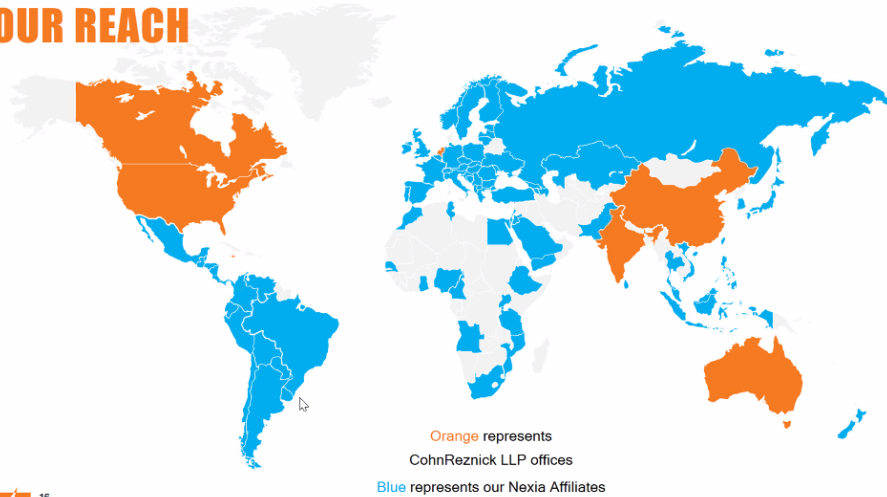 OUR REACH
Orange represents
CohnReznick LLP offices
Blue represents our Nexia Affiliates
16